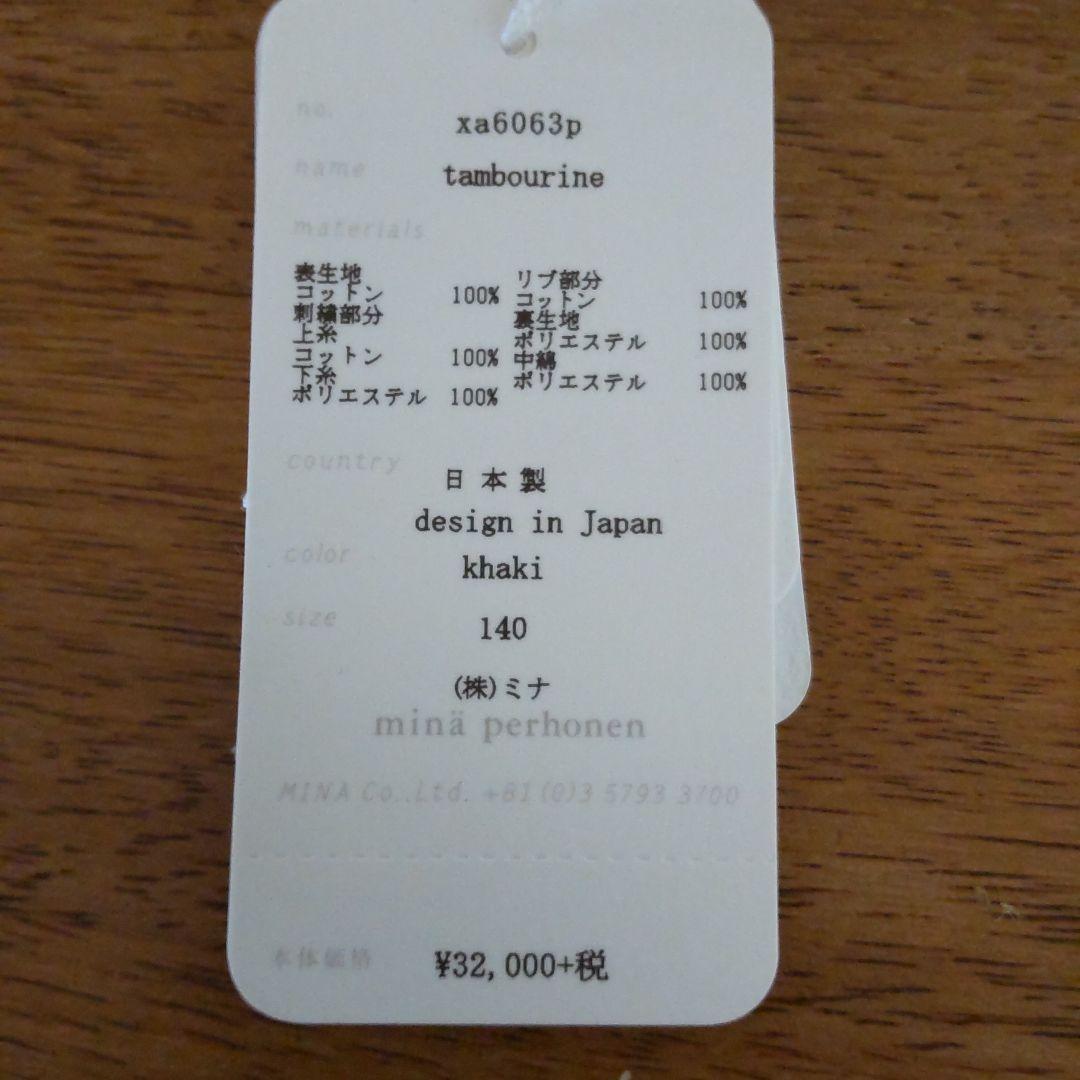 no.
xa6063p
name
tambourine
materials
表生地
コットン 100%
刺繍部分
上糸
コットン 100%
下糸
ポリエステル 100%
リブ部分
コットン 100%
裏生地
ポリエステル 100%
中綿
ポリエステル 100%
country
日本製
design in Japan
color
khaki
size
140
(株)ミナ
minä perhonen
MINA Co.,Ltd. +81(0)3 5793 3700
本体価格
¥32,000+税